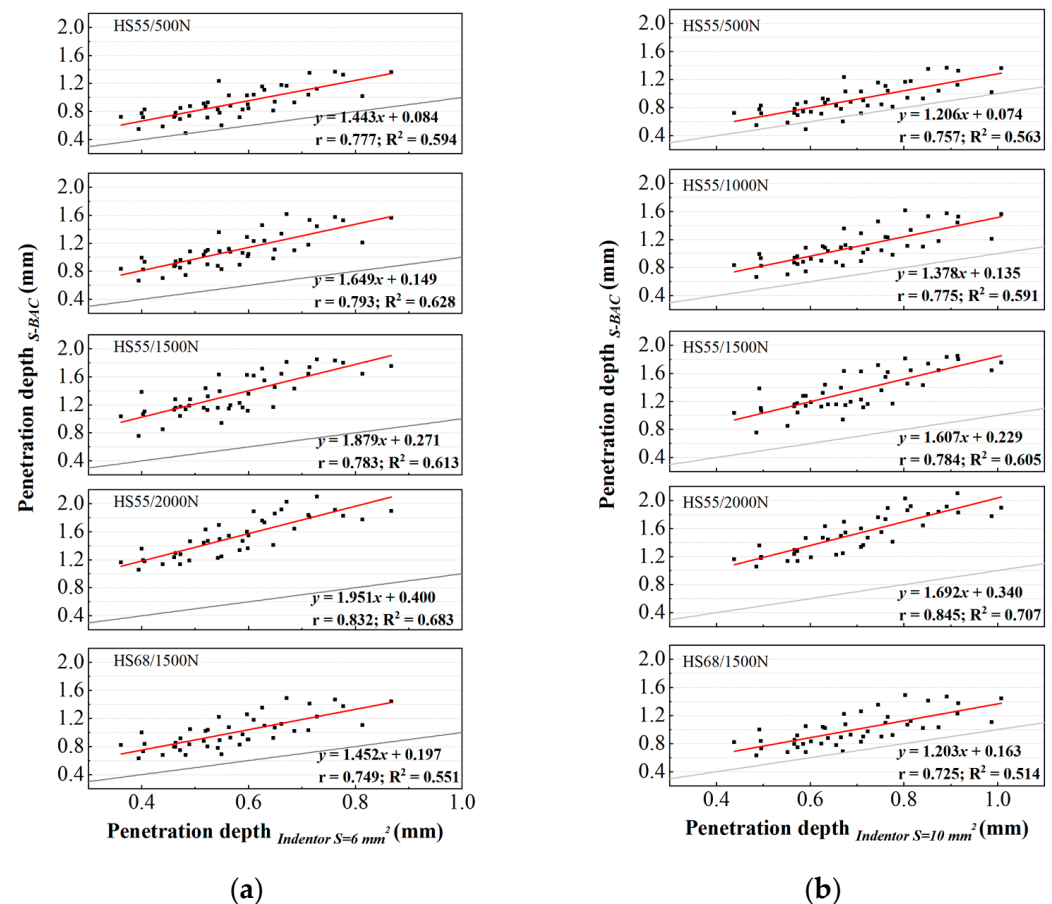 HS55/500N
2.0
1.6
1.2
0.8
0.4
y = 1.443x + 0.084
r = 0.777; R² = 0.594
HS55/1000N
2.0
1.6
1.2
0.8
0.4
y = 1.649x + 0.149
r = 0.793; R² = 0.628
HS55/1500N
2.0
1.6
1.2
0.8
0.4
y = 1.879x + 0.271
r = 0.783; R² = 0.613
HS55/2000N
2.0
1.6
1.2
0.8
0.4
y = 1.951x + 0.400
r = 0.832; R² = 0.683
HS68/1500N
2.0
1.6
1.2
0.8
0.4
y = 1.452x + 0.197
r = 0.749; R² = 0.551
0.4 0.6 0.8 1.0
Penetration depth S-BAC (mm)
Penetration depth Indentor S=6 mm² (mm)
(a)
HS55/500N
2.0
1.6
1.2
0.8
0.4
y = 1.206x + 0.074
r = 0.757; R² = 0.563
HS55/1000N
2.0
1.6
1.2
0.8
0.4
y = 1.378x + 0.135
r = 0.775; R² = 0.591
HS55/1500N
2.0
1.6
1.2
0.8
0.4
y = 1.607x + 0.229
r = 0.784; R² = 0.605
HS55/2000N
2.0
1.6
1.2
0.8
0.4
y = 1.692x + 0.340
r = 0.845; R² = 0.707
HS68/1500N
2.0
1.6
1.2
0.8
0.4
y = 1.203x + 0.163
r = 0.725; R² = 0.514
0.4 0.6 0.8 1.0
Penetration depth S-BAC (mm)
Penetration depth Indentor S=10 mm² (mm)
(b)